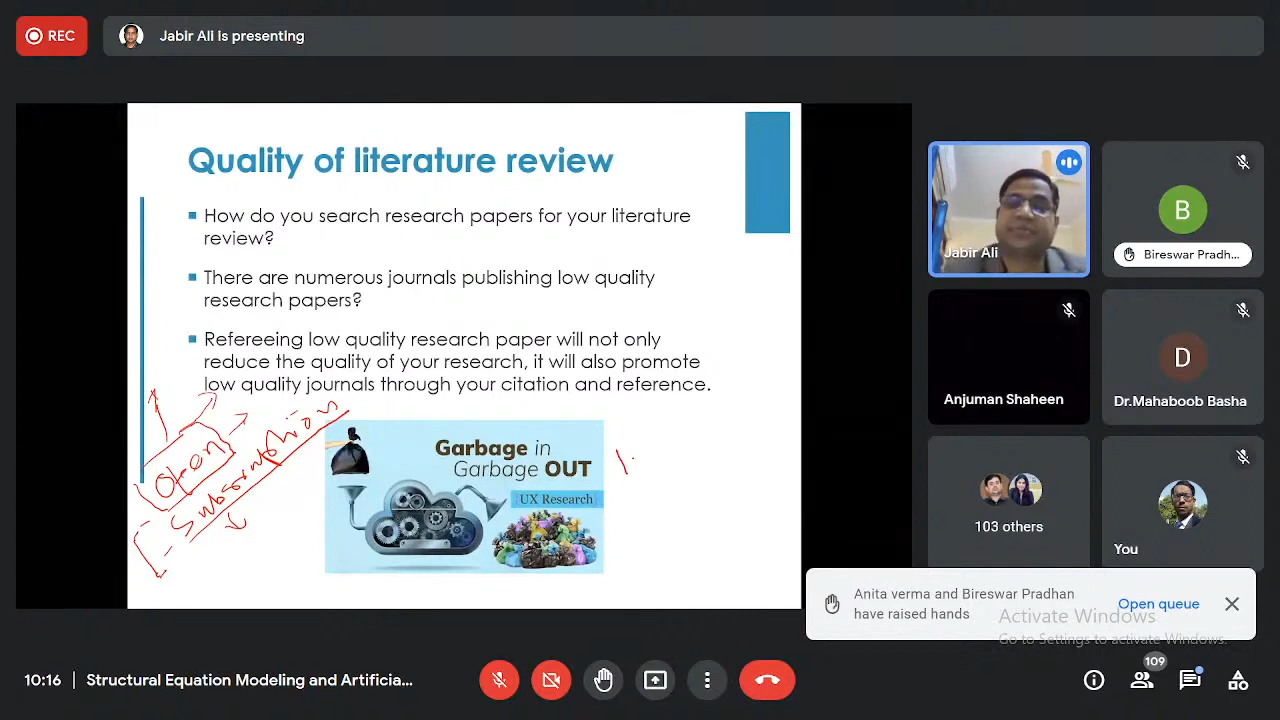 REC
Jabir Ali is presenting
Quality of literature review
How do you search research papers for your literature
review?
There are numerous journals publishing low quality
research papers?
Refereeing low quality research paper will not only
reduce the quality of your research, it will also promote
low quality journals through your citation and reference.
Open
Subscription
Garbage in
Garbage OUT
UX Research
Jabir Ali
B
Bireswar Pradh...
Anjuman Shaheen
D
Dr.Mahaboob Basha
103 others
You
Anita verma and Bireswar Pradhan
have raised hands
Open queue
Activate Windows
Go to Settings to activate Windows.
10:16
Structural Equation Modeling and Artificia...
109